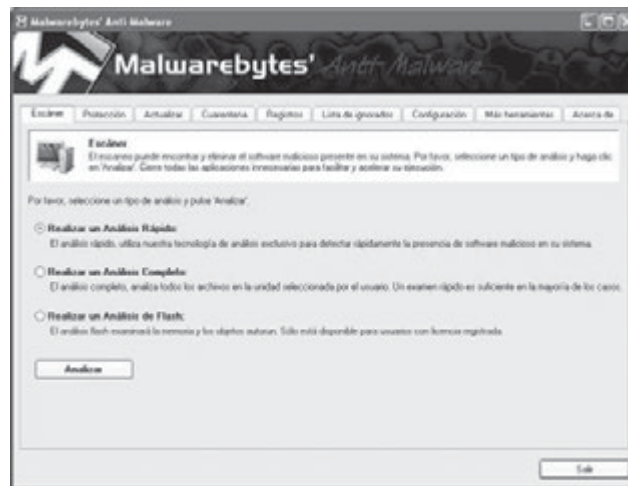 Malwarebytes' Anti-Malware
Malwarebytes' Anti-Malware
Escáner Protección Actualizar Cuarentena Registros Lista de ignorados Configuración Más herramientas Acerca de
Escáner
El escaneo puede encontrar y eliminar el software malicioso presente en su sistema. Por favor, seleccione un tipo de análisis y haga clic
en 'Analizar'. Cierre todas las aplicaciones innecesarias para facilitar y acelerar su ejecución.
Por favor, seleccione un tipo de análisis y pulse 'Analizar'.
Realizar un Análisis Rápido:
El análisis rápido, utiliza nuestra tecnología de análisis exclusivo para detectar rápidamente la presencia de software malicioso en su sistema.
Realizar un Análisis Completo:
El análisis completo, analiza todos los archivos en la unidad seleccionada por el usuario. Un examen rápido es suficiente en la mayoría de los casos.
Realizar un Análisis de Flash:
El análisis flash examinará la memoria y los objetos autorun. Sólo está disponible para usuarios con licencia registrada.
Analizar
Salir